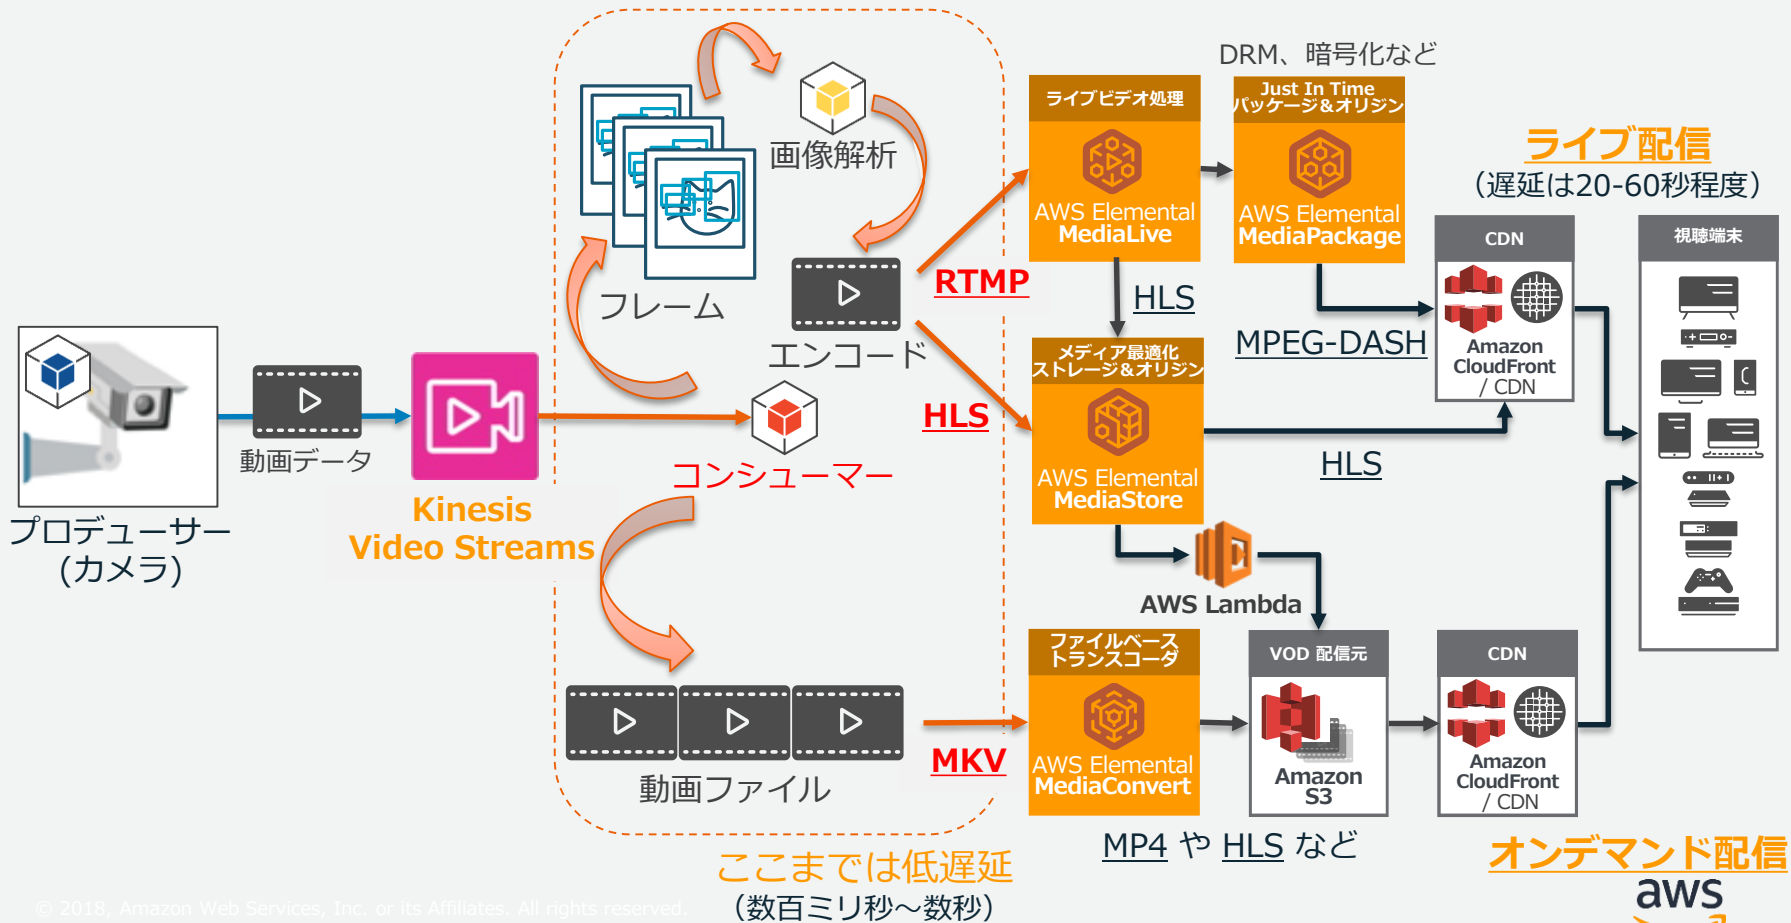 DRM、暗号化など
ライブビデオ処理
Just In Time
パッケージ&オリジン
ライブ配信
（遅延は20-60秒程度）
画像解析
AWS Elemental
MediaLive
AWS Elemental
MediaPackage
CDN
視聴端末
フレーム
RTMP
HLS
エンコード
MPEG-DASH
Amazon
CloudFront
/ CDN
メディア最適化
ストレージ&オリジン
HLS
動画データ
コンシューマー
HLS
AWS Elemental
MediaStore
Kinesis
Video Streams
プロデューサー
(カメラ)
AWS Lambda
ファイルベース
トランスコーダ
VOD 配信元
CDN
MKV
AWS Elemental
MediaConvert
Amazon
S3
Amazon
CloudFront
/ CDN
動画ファイル
MP4 や HLS など
オンデマンド配信
ここまでは低遅延
（数百ミリ秒～数秒）
aws
© 2018, Amazon Web Services, Inc. or its Affiliates. All rights reserved.